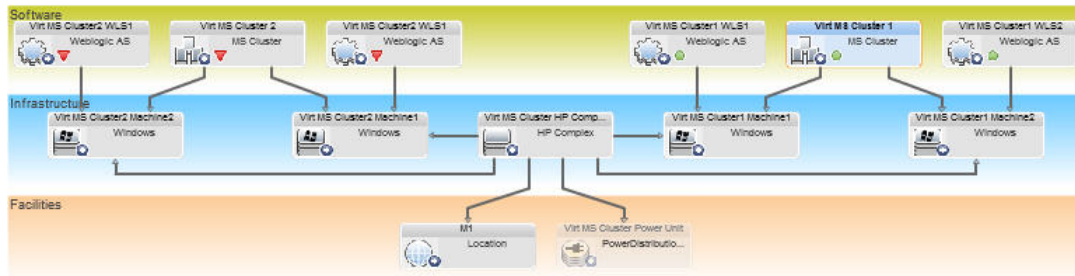 Software
Virt MS Cluster2 WLS1
Weblogic AS
Virt MS Cluster 2
MS Cluster
Virt MS Cluster2 WLS1
Weblogic AS
Virt MS Cluster1 WLS1
Weblogic AS
Virt MS Cluster 1
MS Cluster
Virt MS Cluster1 WLS2
Weblogic AS
Infrastructure
Virt MS Cluster2 Machine2
Windows
Virt MS Cluster2 Machine1
Windows
Virt MS Cluster HP Comp...
HP Complex
Virt MS Cluster1 Machine1
Windows
Virt MS Cluster1 Machine2
Windows
Facilities
M1
Location
Virt MS Cluster Power Unit
PowerDistributio...